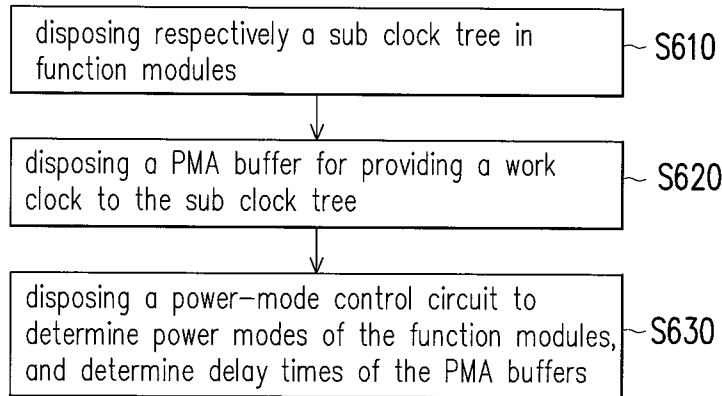 disposing respectively a sub clock tree in
function modules
S610
disposing a PMA buffer for providing a work
clock to the sub clock tree
S620
disposing a power-mode control circuit to
determine power modes of the function modules,
and determine delay times of the PMA buffers
S630